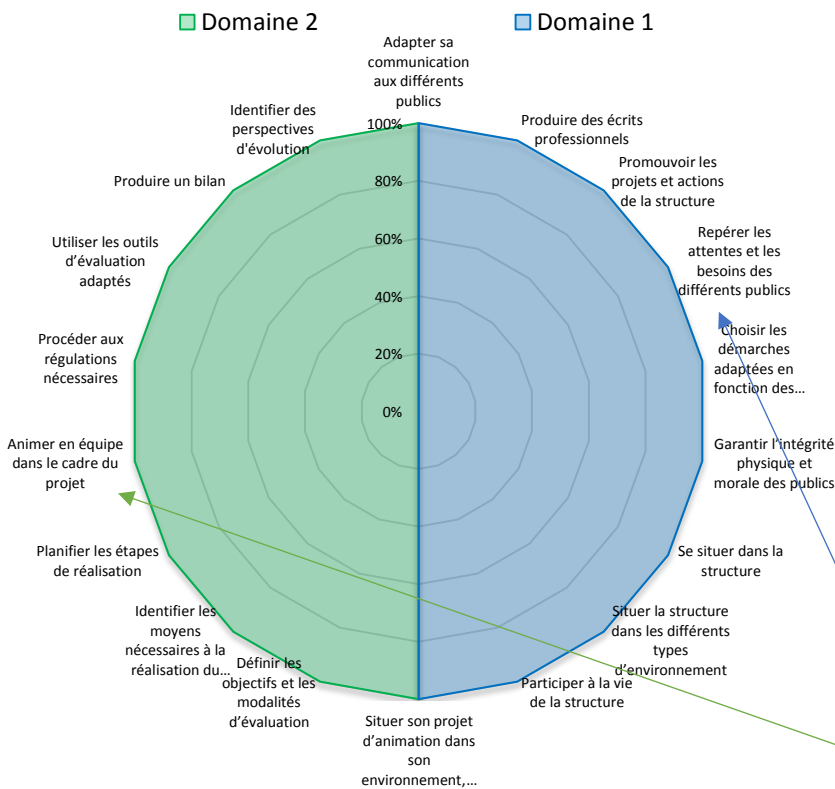 Domaine 2
Domaine 1
Adapter sa
communication
aux différents
publics
Produire des écrits
professionnels
Promouvoir les
projets et actions
de la structure
Repérer les
attentes et les
besoins des
différents publics
Choisir les
démarches
adaptées en
fonction des…
Garantir l'intégrité
physique et
morale des publics
Se situer dans la
structure
Situer la structure
dans les différents
types
d'environnement
Participer à la vie
de la structure
Situer son projet
d'animation dans
son
environnement,…
Définir les
objectifs et les
modalités
d'évaluation
Identifier les
moyens
nécessaires à la
réalisation du…
Planifier les étapes
de réalisation
Animer en équipe
dans le cadre du
projet
Procéder aux
régulations
nécessaires
Utiliser les outils
d'évaluation
adaptés
Produire un bilan
Identifier des
perspectives
d'évolution
100%
80%
60%
40%
20%
0%